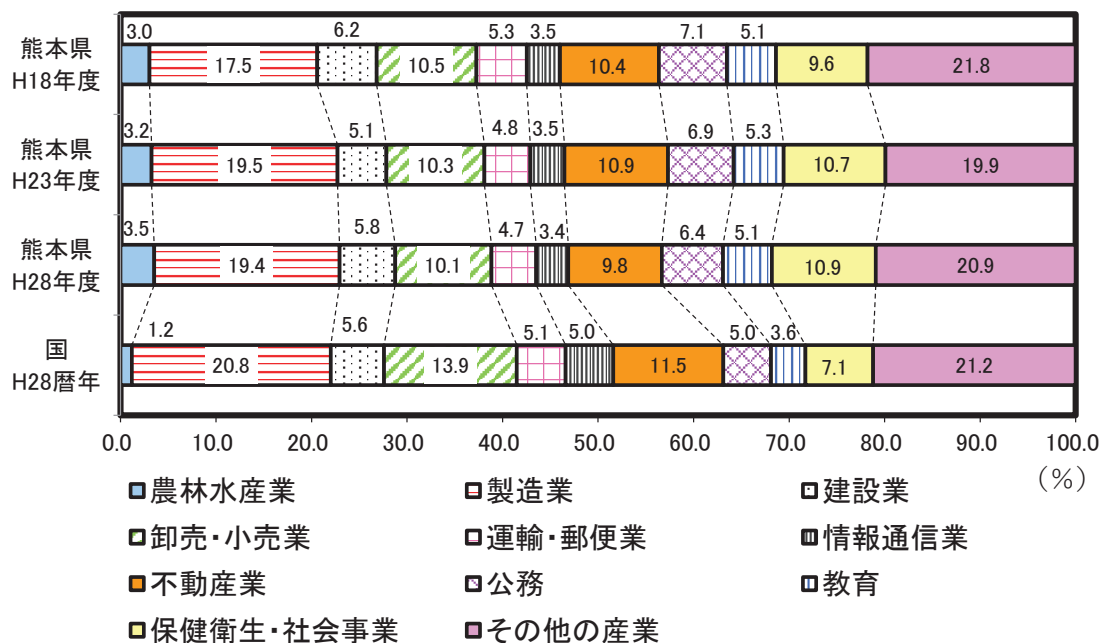 3.0 6.2 5.3 3.5 7.1 5.1
熊本県
H18年度
17.5 10.5 10.4 9.6 21.8
3.2 5.1 4.8 3.5 6.9 5.3
熊本県
H23年度
19.5 10.3 10.9 10.7 19.9
3.5 5.8 4.7 3.4 6.4 5.1
熊本県
H28年度
19.4 10.1 9.8 10.9 20.9
1.2 5.6 5.1 5.0 5.0 3.6
国
H28暦年
20.8 13.9 11.5 7.1 21.2
0.0 10.0 20.0 30.0 40.0 50.0 60.0 70.0 80.0 90.0 100.0
(%)
農林水産業 製造業 建設業
卸売・小売業 運輸・郵便業 情報通信業
不動産業 公務 教育
保健衛生・社会事業 その他の産業